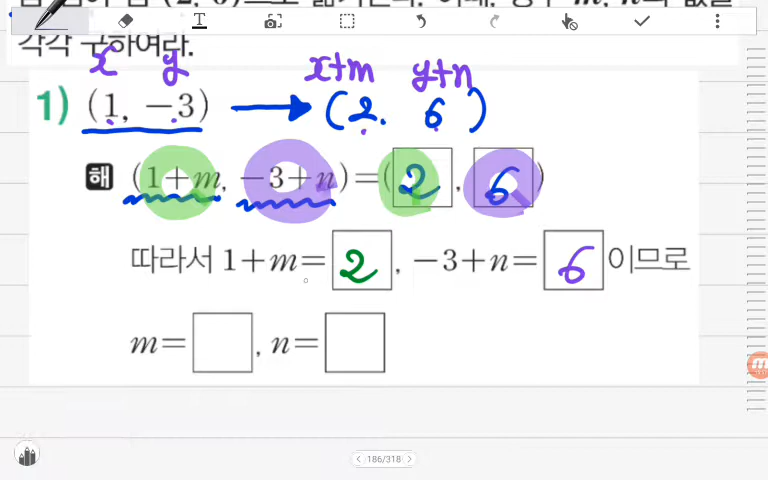 각각 구하여라.
x y x+m y+n
1) (1, −3) → (2, 6)
해 (1+m, −3+n)=(2, 6)
따라서 1+m=2, −3+n=6이므로
m= , n=
186/318